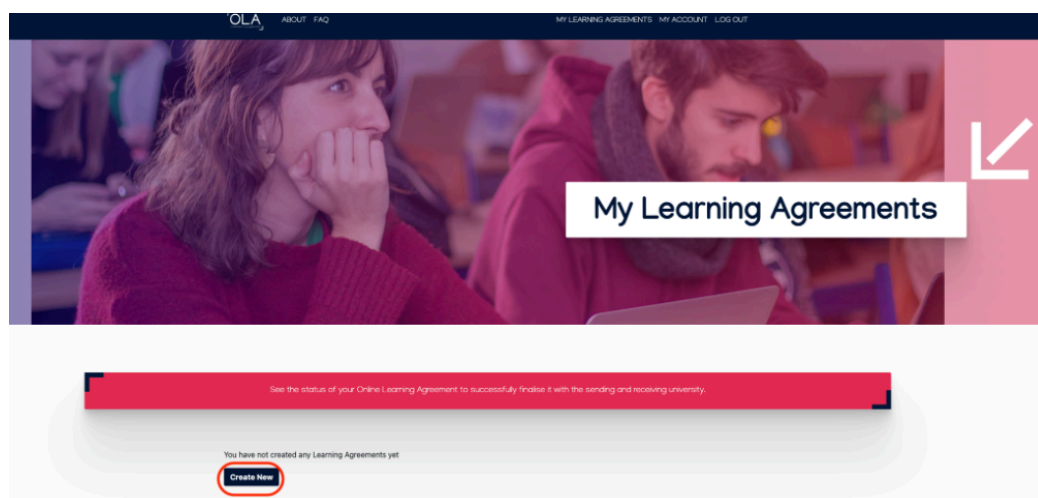 OLA ABOUT FAQ MY LEARNING AGREEMENTS MY ACCOUNT LOG OUT
My Learning Agreements
See the status of your Online Learning Agreement to successfully finalise it with the sending and receiving university.
You have not created any Learning Agreements yet
Create New